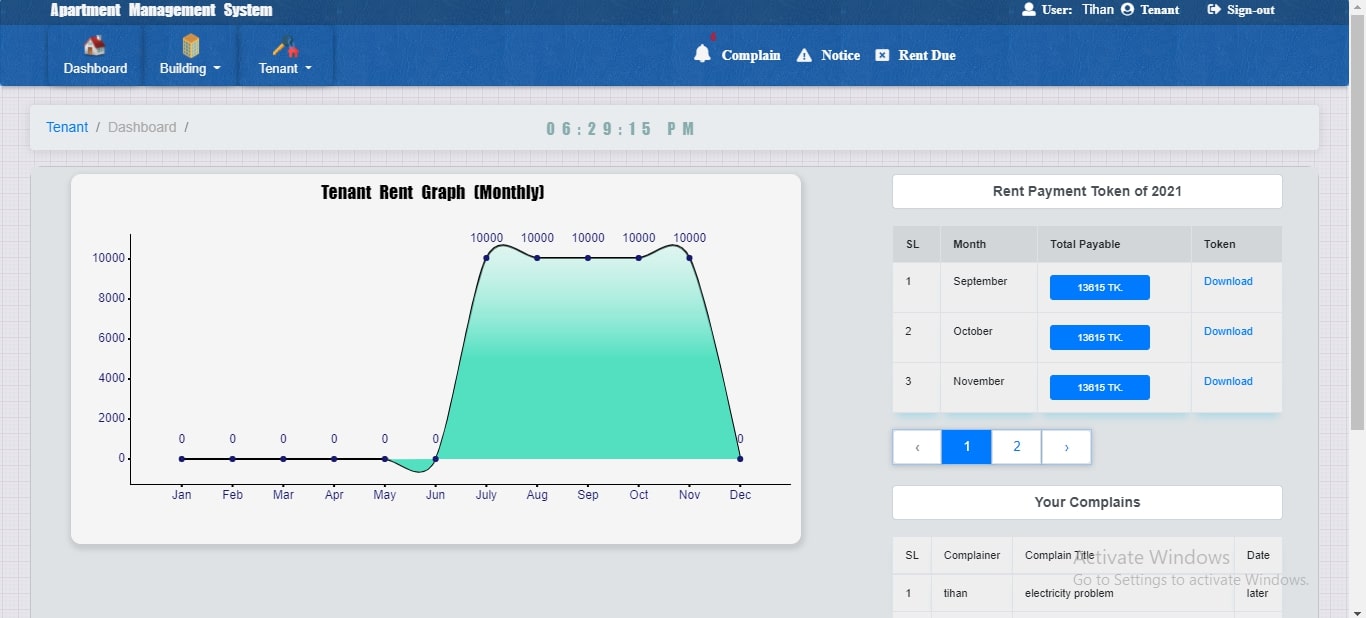 Apartment Management System
User: Tihan Tenant Sign-out
Dashboard Building Tenant
Complain Notice Rent Due
Tenant / Dashboard /
06:29:15 PM
Tenant Rent Graph (Monthly)
10000 10000 10000 10000 10000
10000
8000
6000
4000
2000
0
0 0 0 0 0 0 0
Jan Feb Mar Apr May Jun July Aug Sep Oct Nov Dec
Rent Payment Token of 2021
SL Month Total Payable Token
1 September 13615 TK. Download
2 October 13615 TK. Download
3 November 13615 TK. Download
‹ 1 2 ›
Your Complains
SL Complainer Complain Title Date
1 tihan electricity problem later
Activate Windows
Go to Settings to activate Windows.